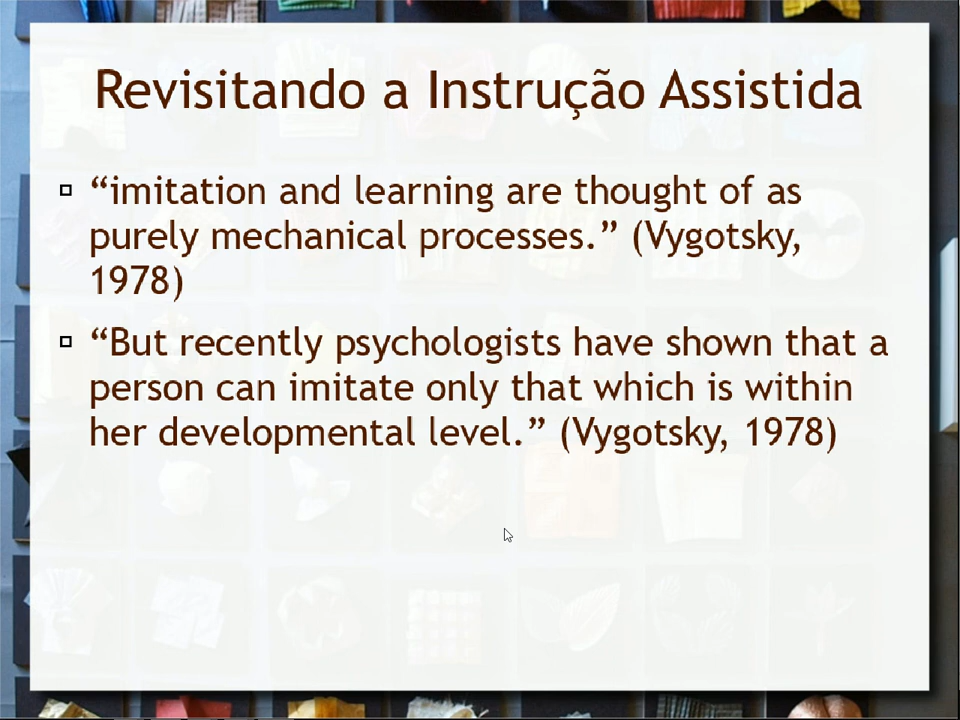 Revisitando a Instrução Assistida
“imitation and learning are thought of as
purely mechanical processes.” (Vygotsky,
1978)
“But recently psychologists have shown that a
person can imitate only that which is within
her developmental level.” (Vygotsky, 1978)